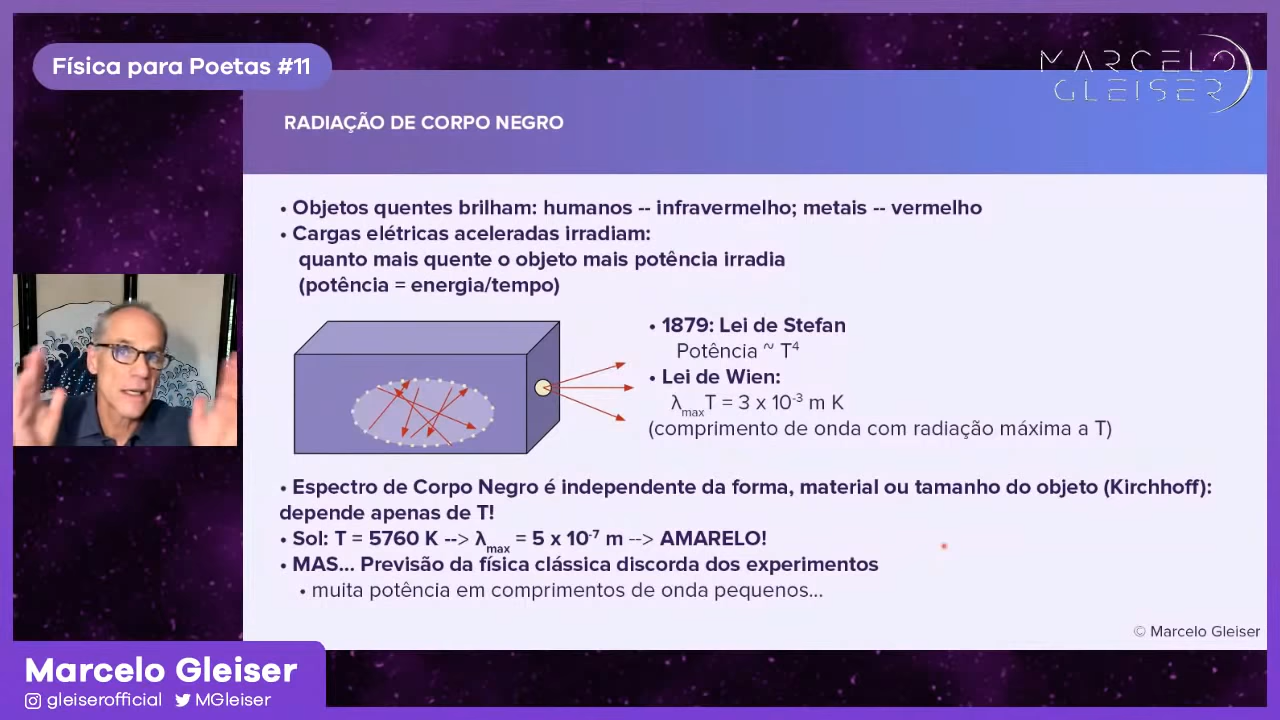 Física para Poetas #11
MARCELO
GLEISER
RADIAÇÃO DE CORPO NEGRO
• Objetos quentes brilham: humanos -- infravermelho; metais -- vermelho
• Cargas elétricas aceleradas irradiam:
quanto mais quente o objeto mais potência irradia
(potência = energia/tempo)
• 1879: Lei de Stefan
Potência ~ T⁴
• Lei de Wien:
λmaxT = 3 x 10⁻³ m K
(comprimento de onda com radiação máxima a T)
• Espectro de Corpo Negro é independente da forma, material ou tamanho do objeto (Kirchhoff):
depende apenas de T!
• Sol: T = 5760 K --> λmax = 5 x 10⁻⁷ m --> AMARELO!
• MAS... Previsão da física clássica discorda dos experimentos
• muita potência em comprimentos de onda pequenos...
© Marcelo Gleiser
Marcelo Gleiser
gleiserofficial MGleiser